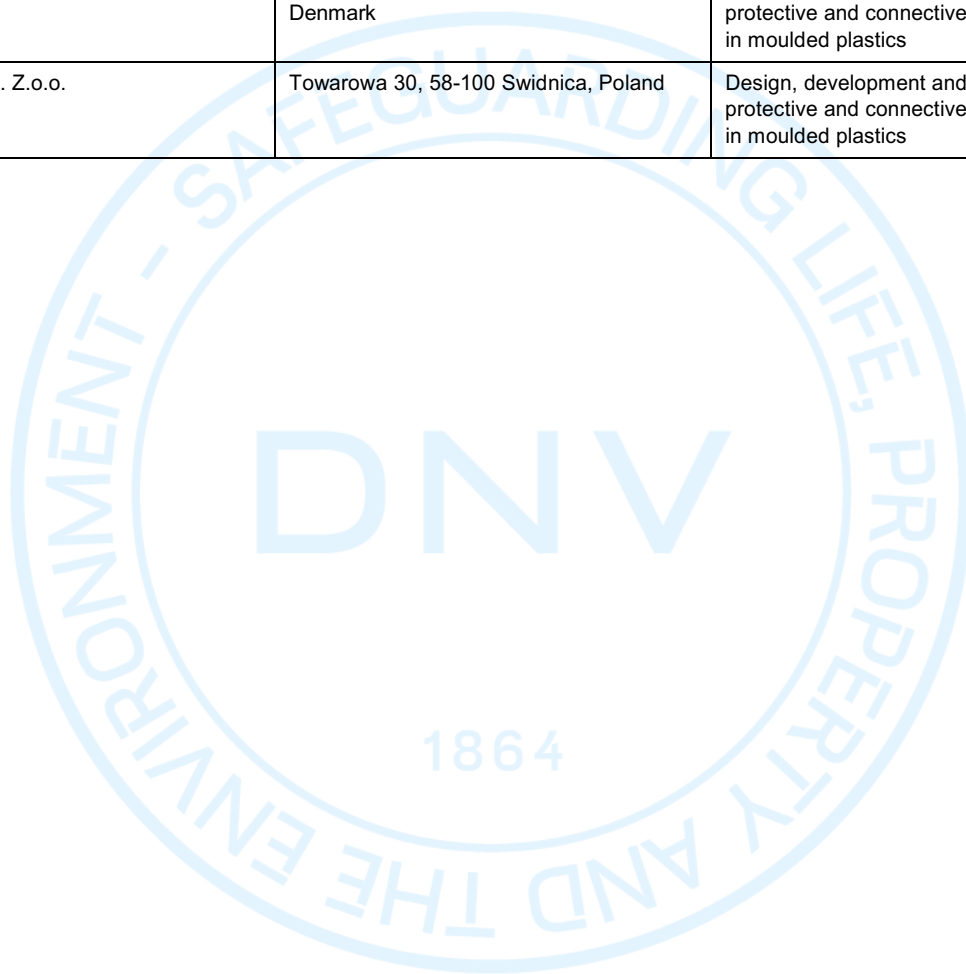 Denmark
protective and connective
in moulded plastics
. Z.o.o.
Towarowa 30, 58-100 Swidnica, Poland
Design, development and
protective and connective
in moulded plastics
SAFEGUARDING LIFE, PROPERTY AND THE ENVIRONMENT -
DNV
1864